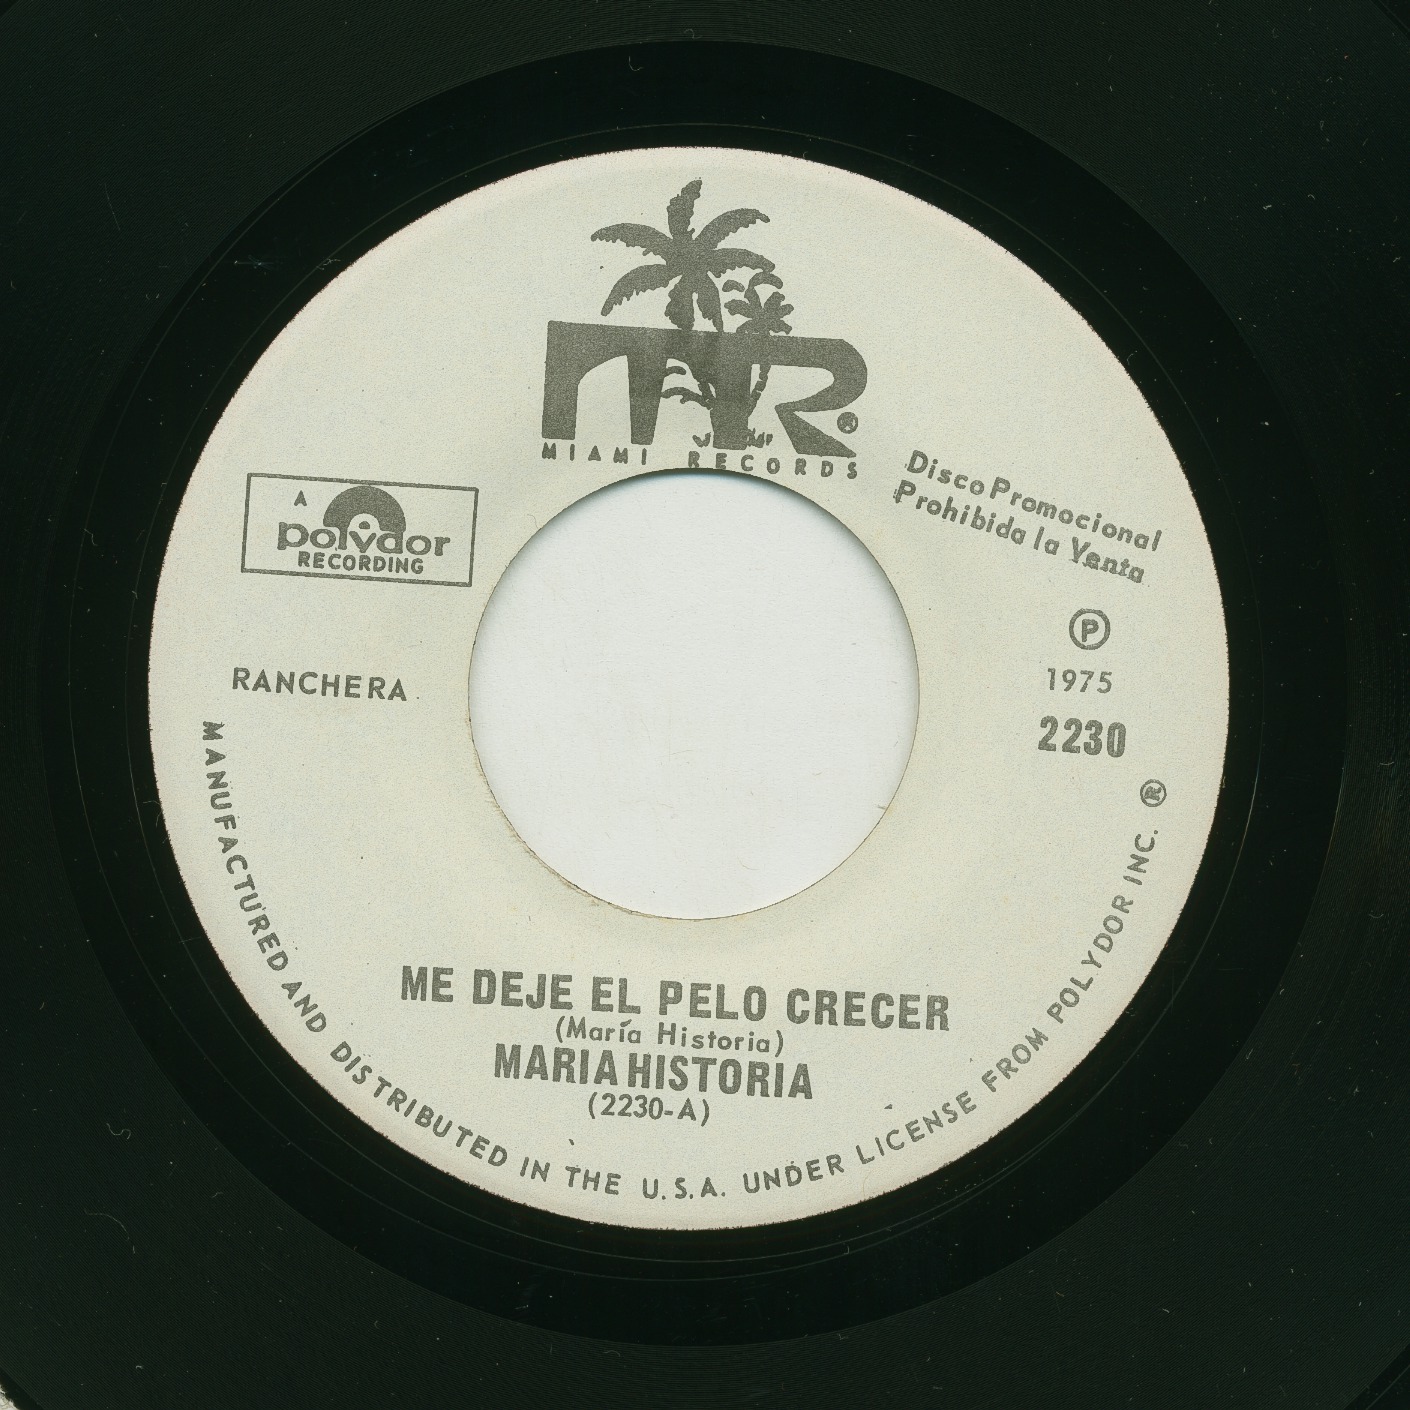 MR ®
MIAMI RECORDS
A
polydor
RECORDING
Disco Promocional
Prohibida la Venta
RANCHERA
Ⓟ
1975
2230
ME DEJE EL PELO CRECER
(María Historia)
MARIA HISTORIA
(2230-A)
MANUFACTURED AND DISTRIBUTED IN THE U.S.A. UNDER LICENSE FROM POLYDOR INC. ®